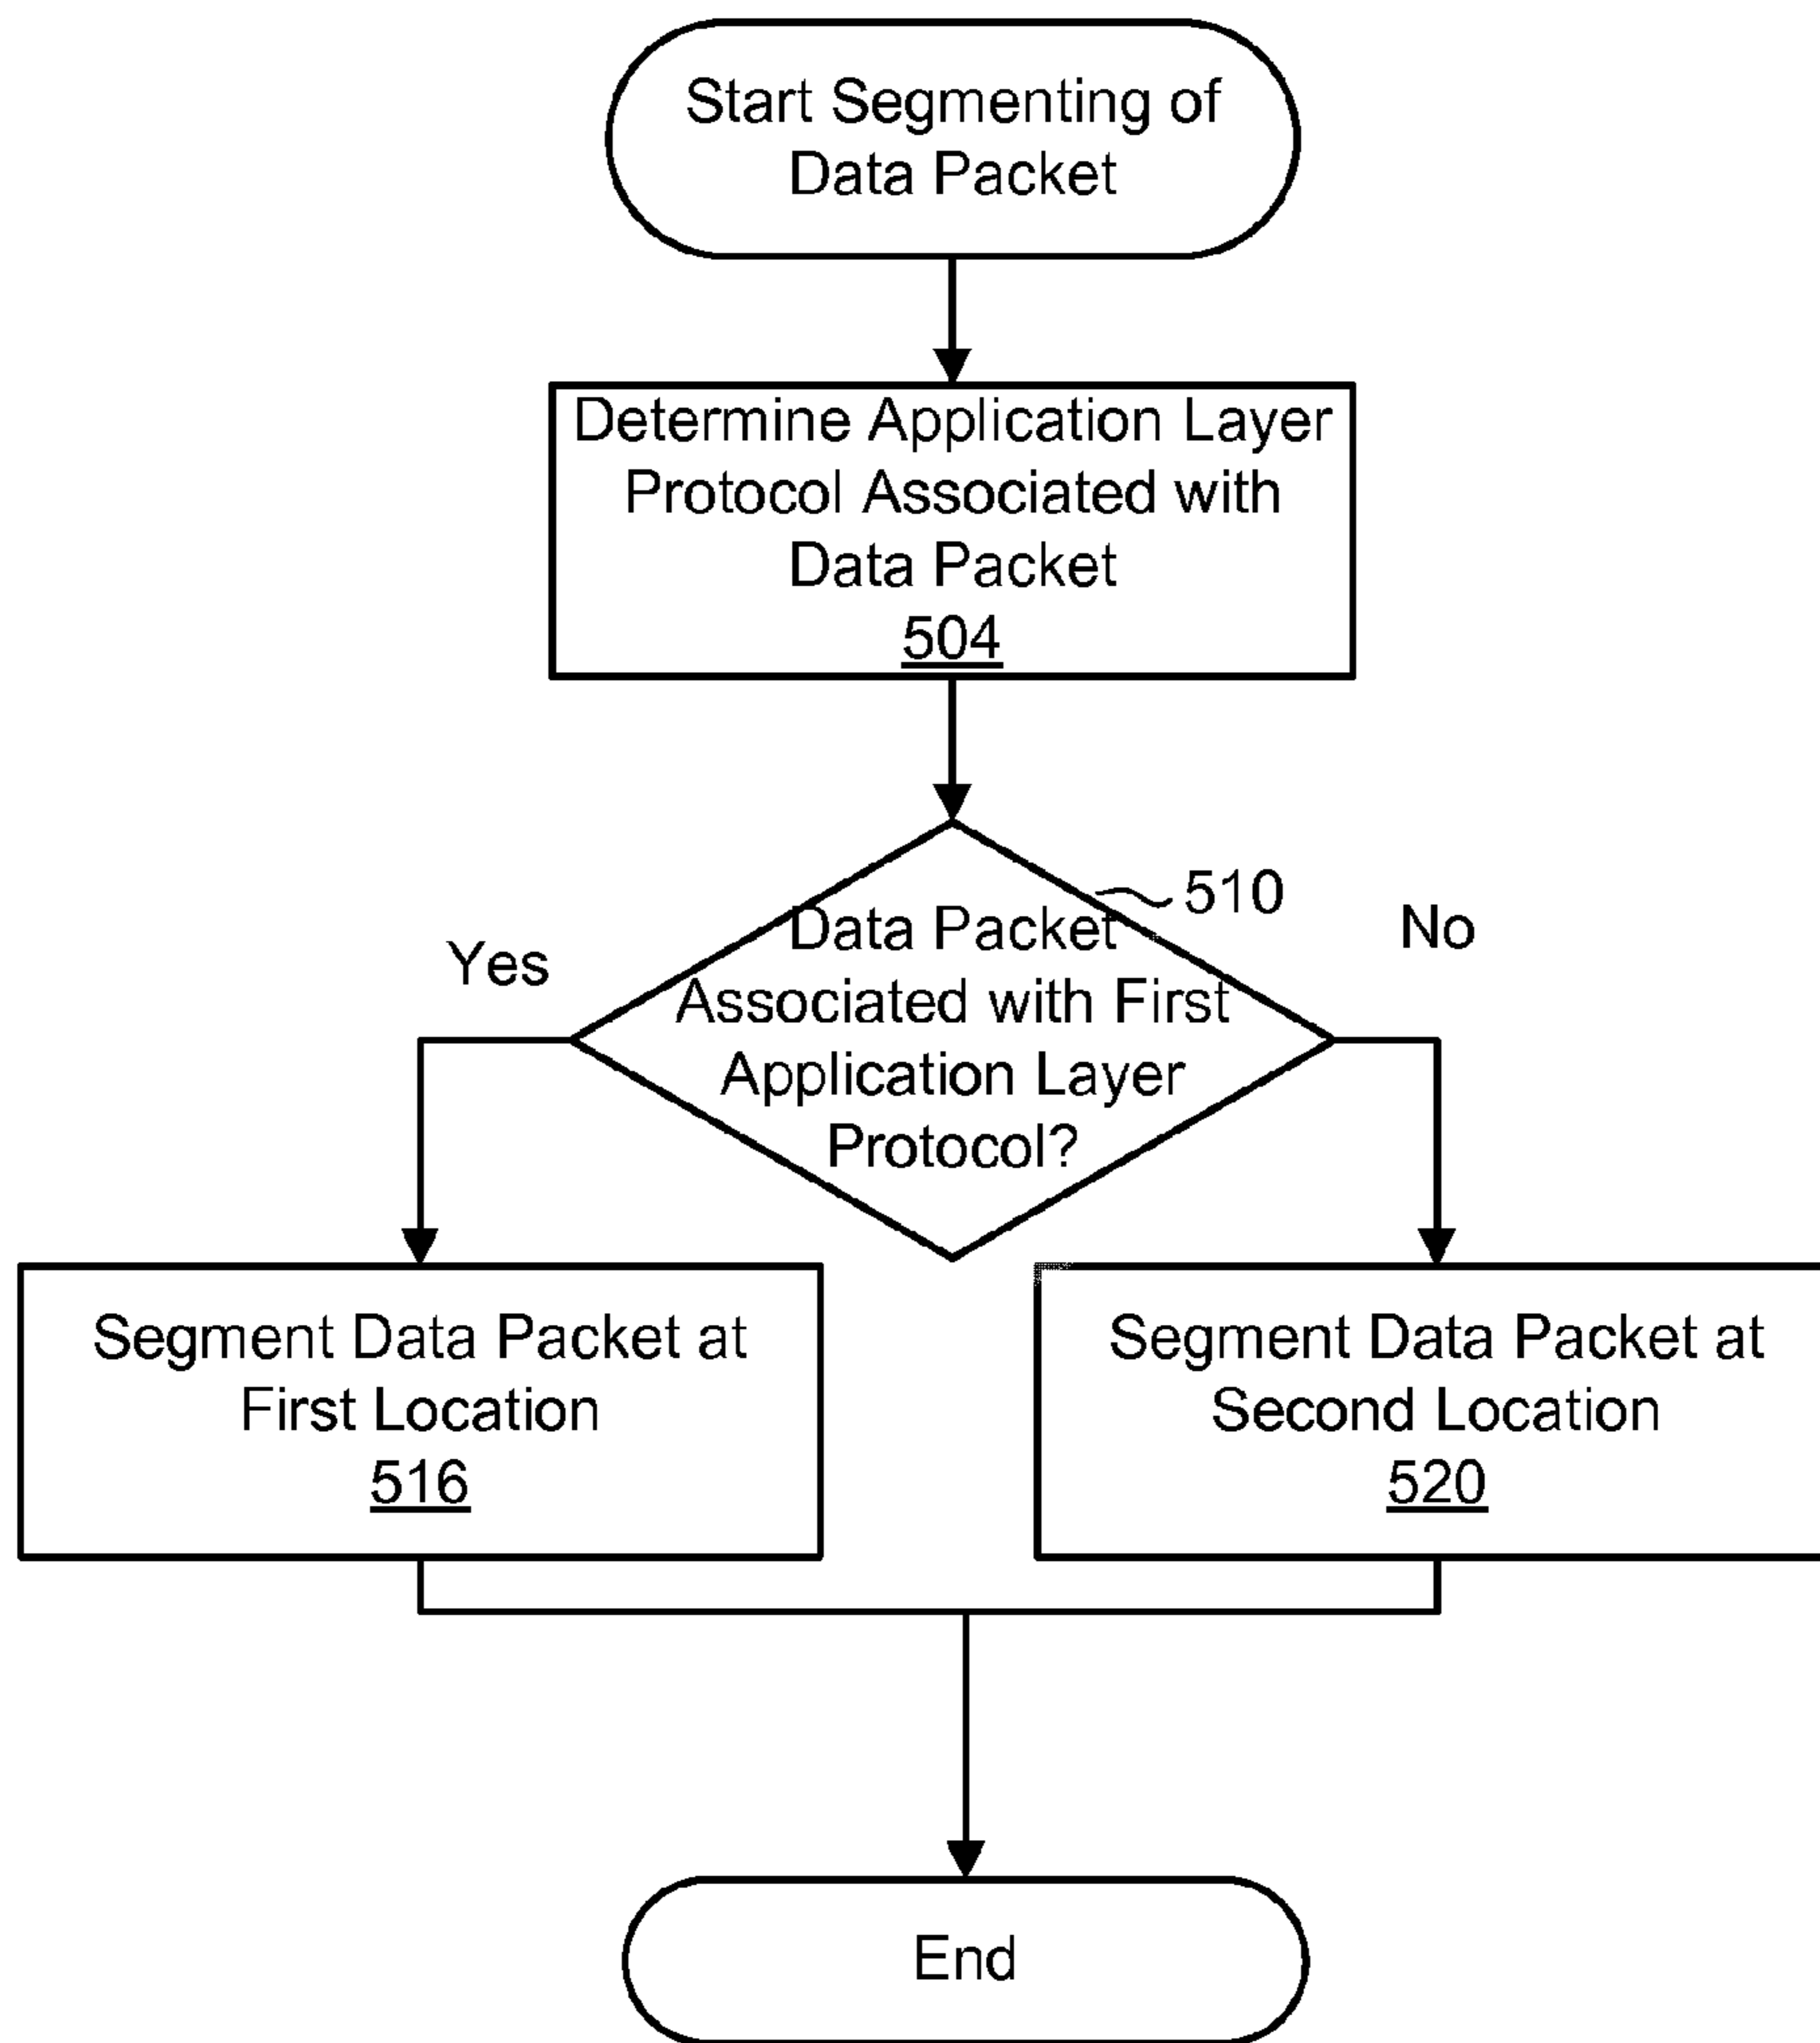 Start Segmenting of
Data Packet
Determine Application Layer
Protocol Associated with
Data Packet
504
510
Data Packet
Associated with First
Application Layer
Protocol?
Yes
No
Segment Data Packet at
First Location
516
Segment Data Packet at
Second Location
520
End